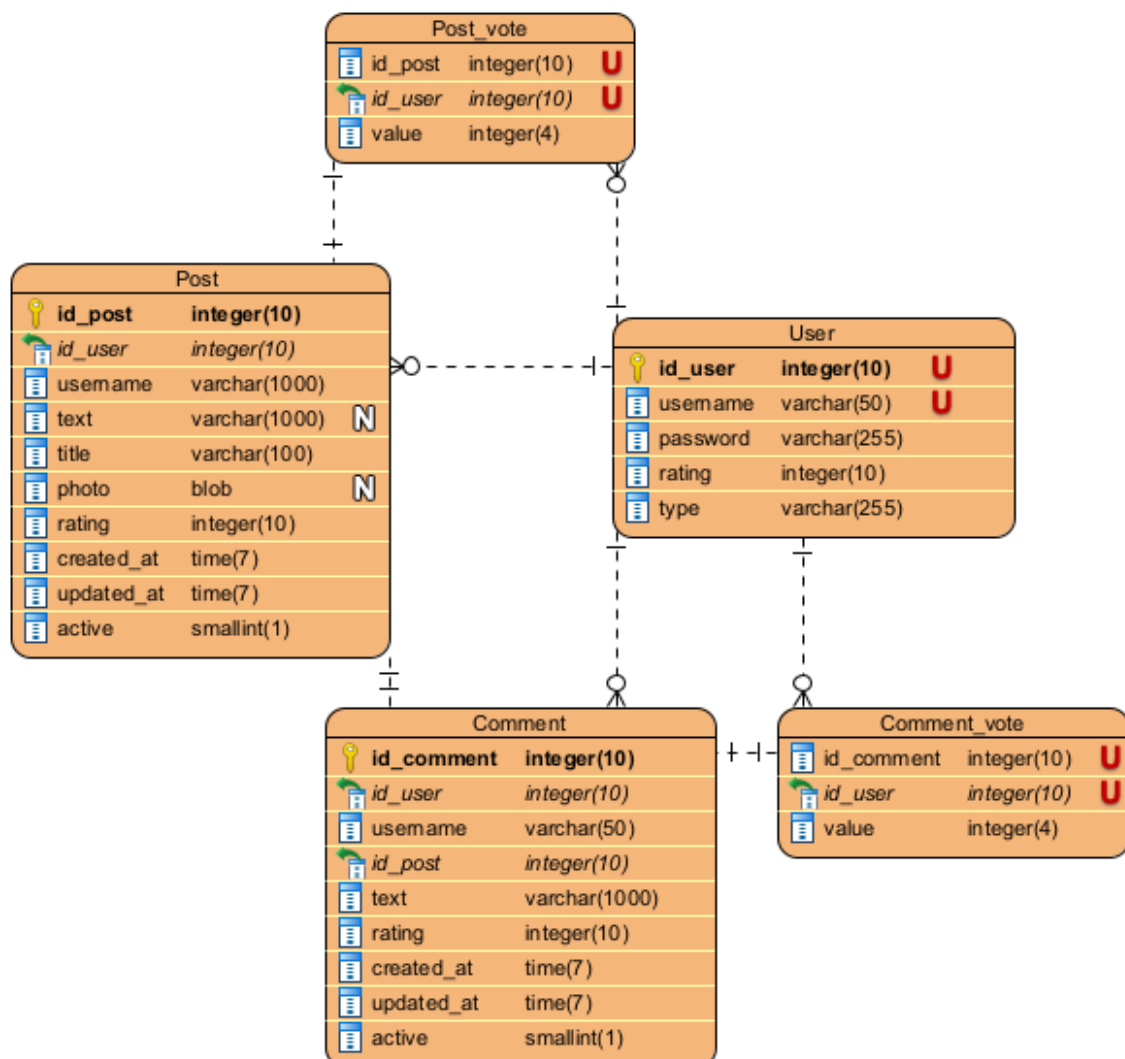 Post_vote
id_post integer(10) U
id_user integer(10) U
value integer(4)
Post
id_post integer(10)
id_user integer(10)
username varchar(1000)
text varchar(1000) N
title varchar(100)
photo blob N
rating integer(10)
created_at time(7)
updated_at time(7)
active smallint(1)
User
id_user integer(10) U
username varchar(50) U
password varchar(255)
rating integer(10)
type varchar(255)
Comment
id_comment integer(10)
id_user integer(10)
username varchar(50)
id_post integer(10)
text varchar(1000)
rating integer(10)
created_at time(7)
updated_at time(7)
active smallint(1)
Comment_vote
id_comment integer(10) U
id_user integer(10) U
value integer(4)